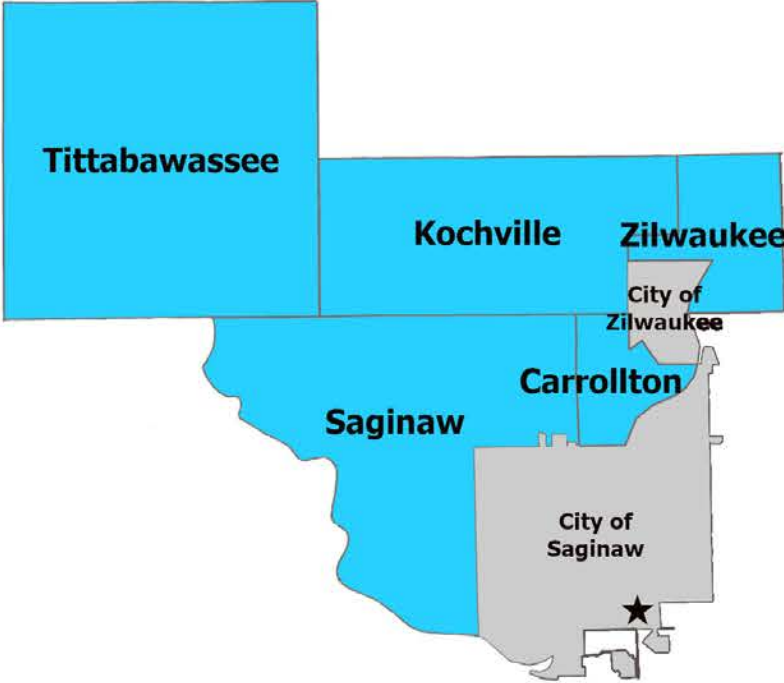 Tittabawassee
Kochville
Zilwaukee
City of
Zilwaukee
Carrollton
Saginaw
City of
Saginaw